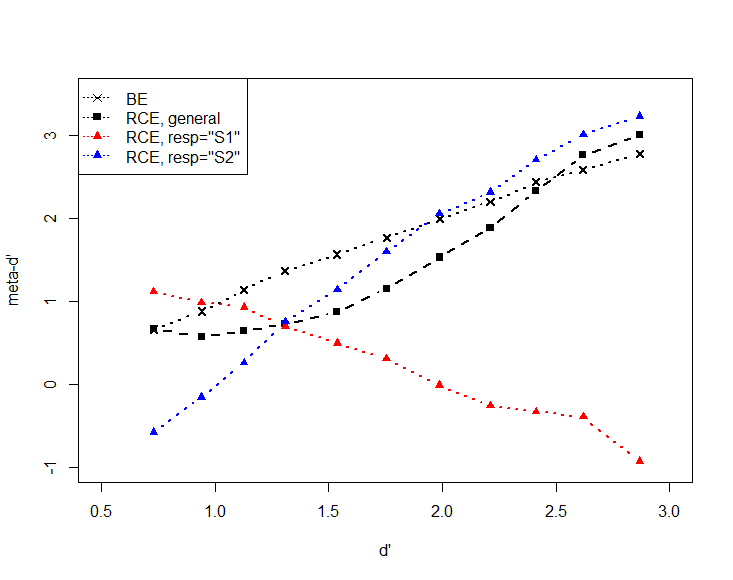 BE
RCE, general
RCE, resp="S1"
RCE, resp="S2"
3
2
1
0
-1
meta-d'
0.5 1.0 1.5 2.0 2.5 3.0
d'